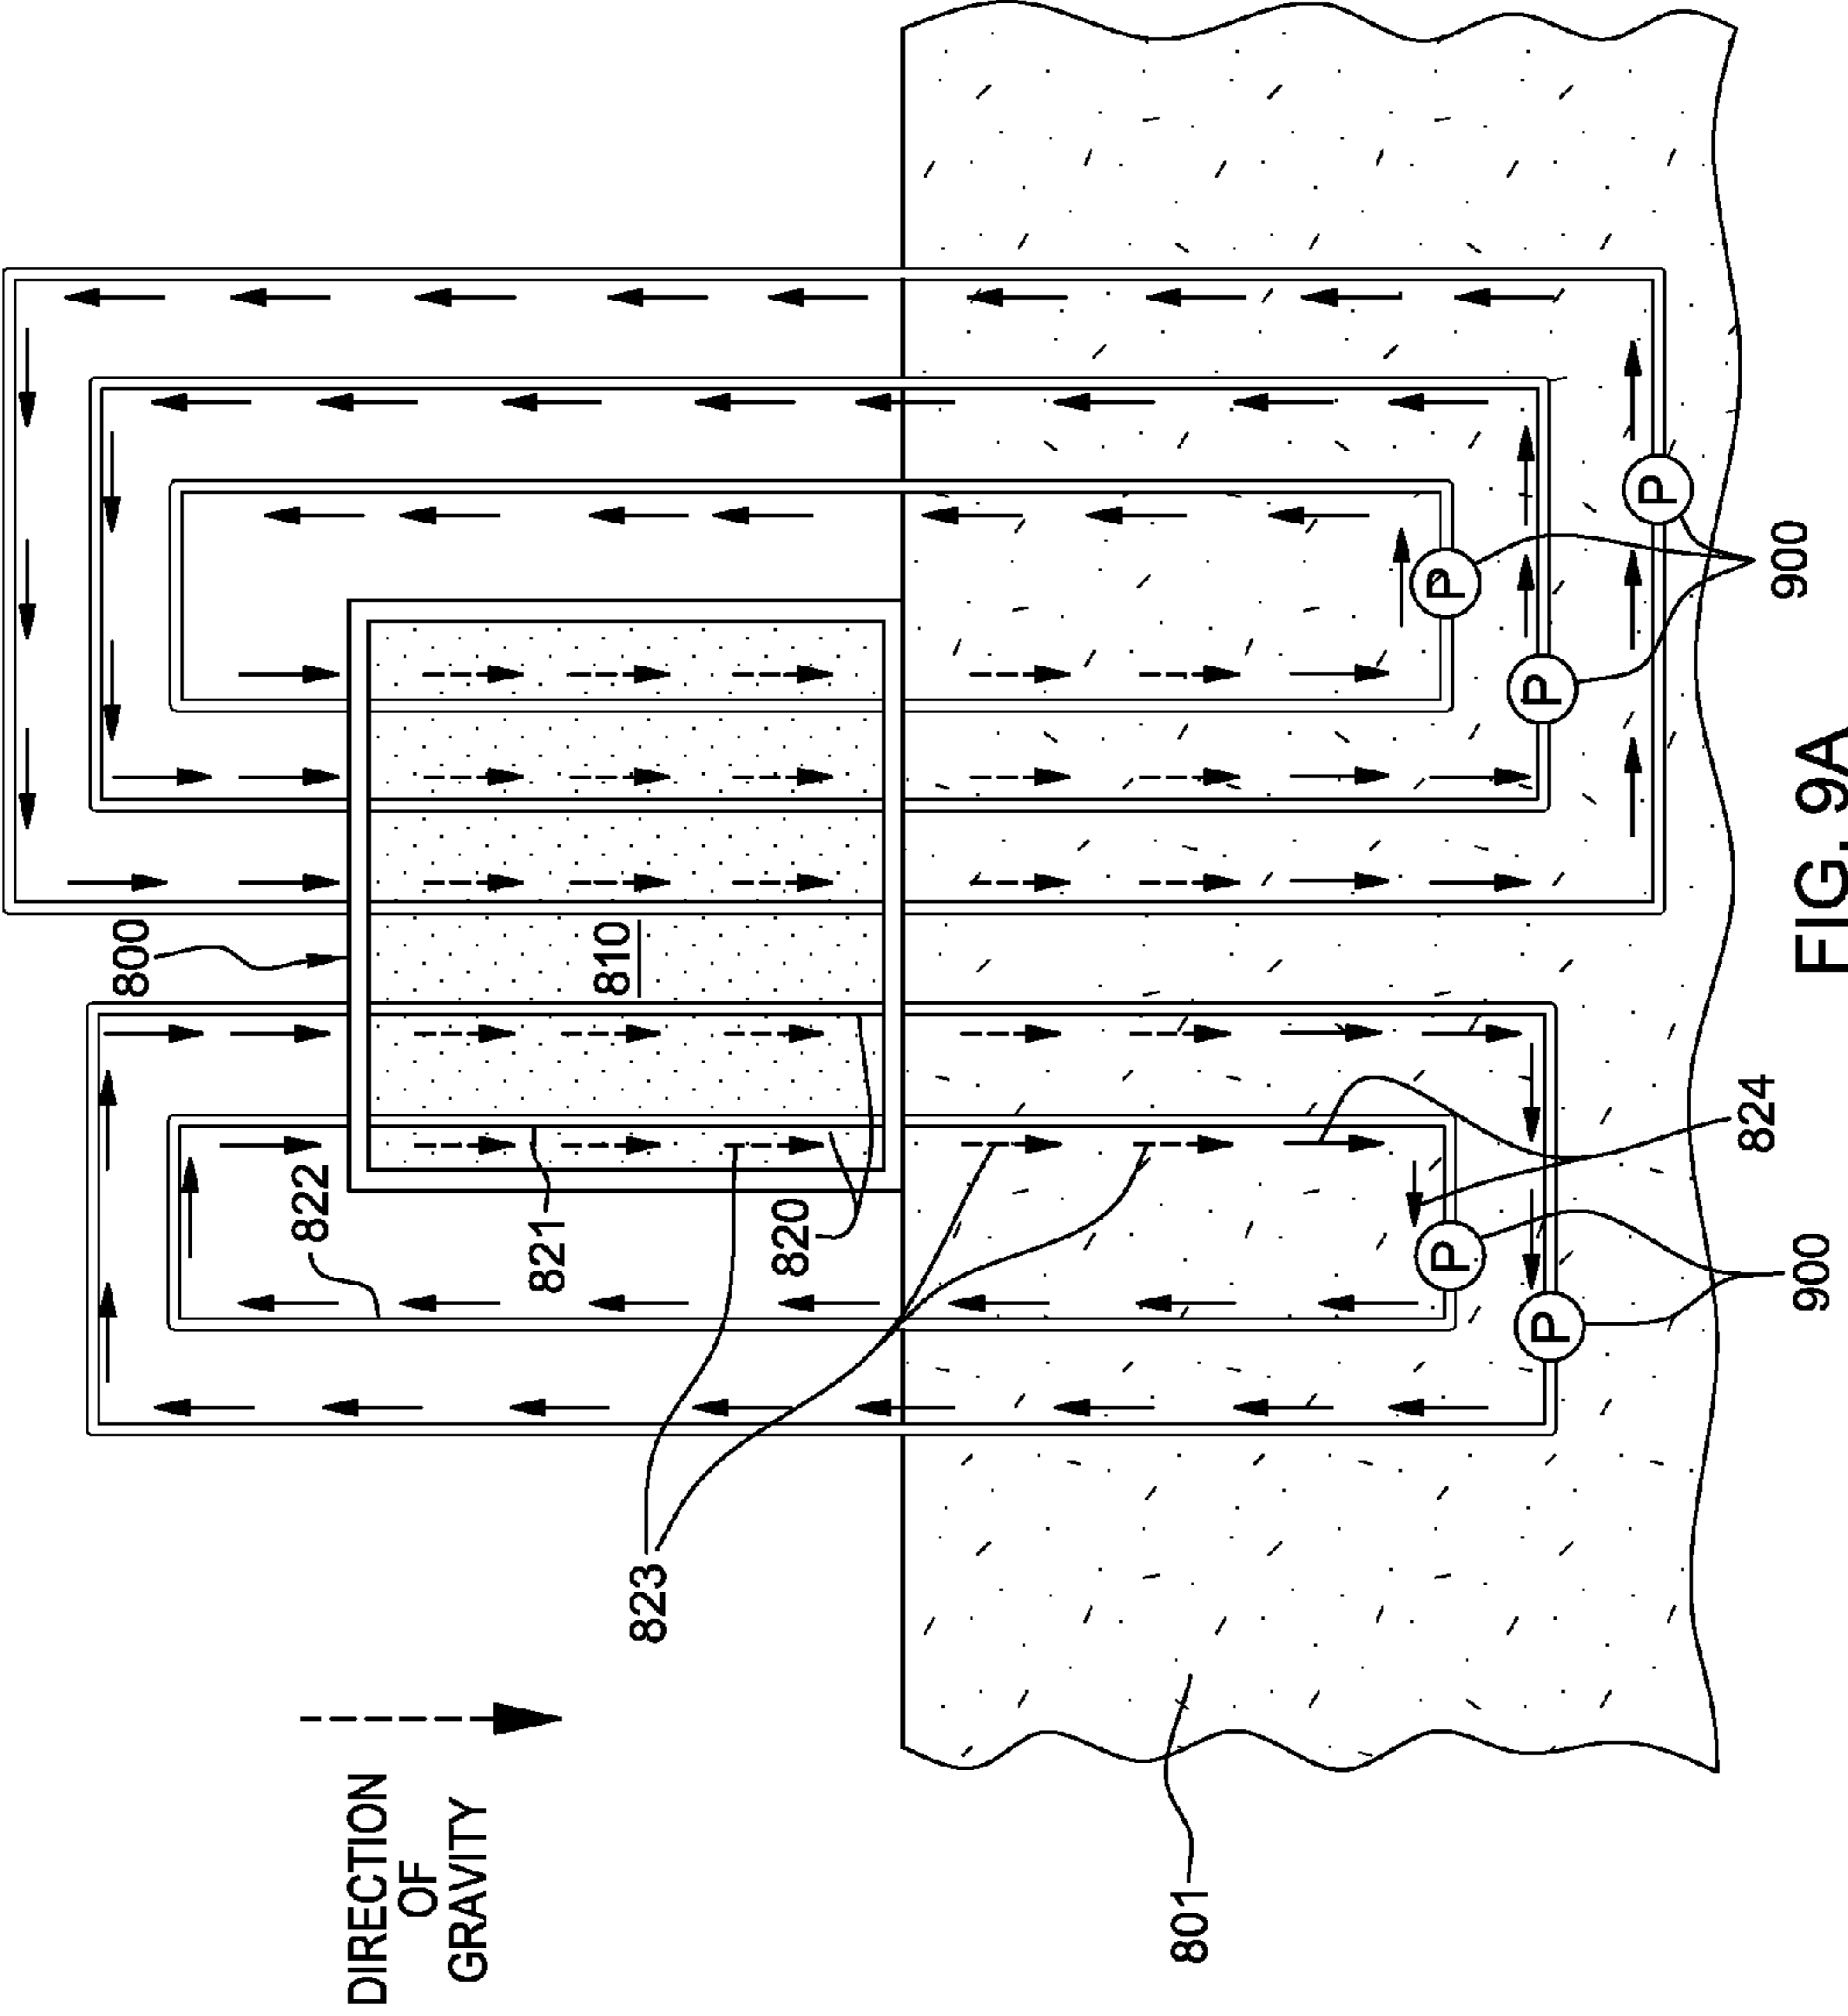 800
822
DIRECTION
OF
GRAVITY
821
810
823
820
801
P
P
P
P
P
824
900
900
FIG. 9A